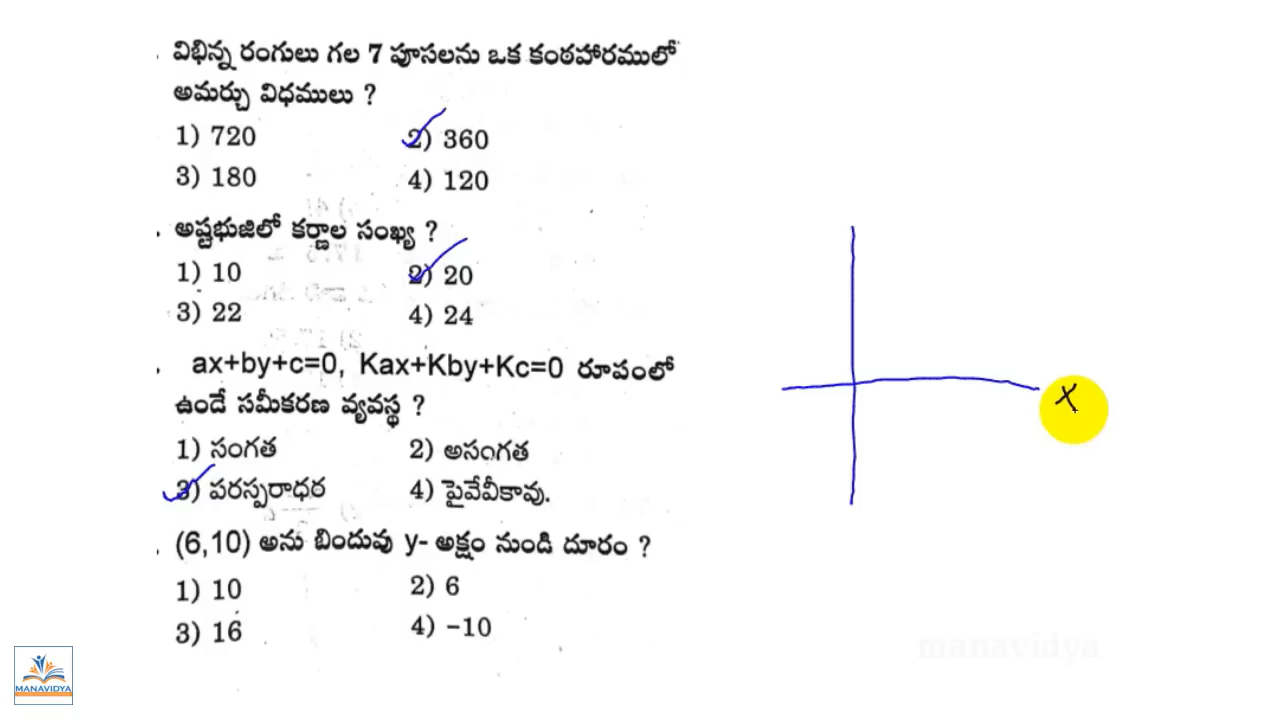 విభిన్న రంగులు గల 7 పూసలను ఒక కంఠహారములో
అమర్చు విధములు ?
1) 720 2) 360
3) 180 4) 120
. అష్టభుజిలో కర్ణాల సంఖ్య ?
1) 10 2) 20
3) 22 4) 24
. ax+by+c=0, Kax+Kby+Kc=0 రూపంలో
ఉండే సమీకరణ వ్యవస్థ ?
1) సంగత 2) అసంగత
3) పరస్పరాధర 4) పైవేవీకావు.
. (6,10) అను బిందువు y- అక్షం నుండి దూరం ?
1) 10 2) 6
3) 16 4) -10
X
manavidya
MANAVIDYA